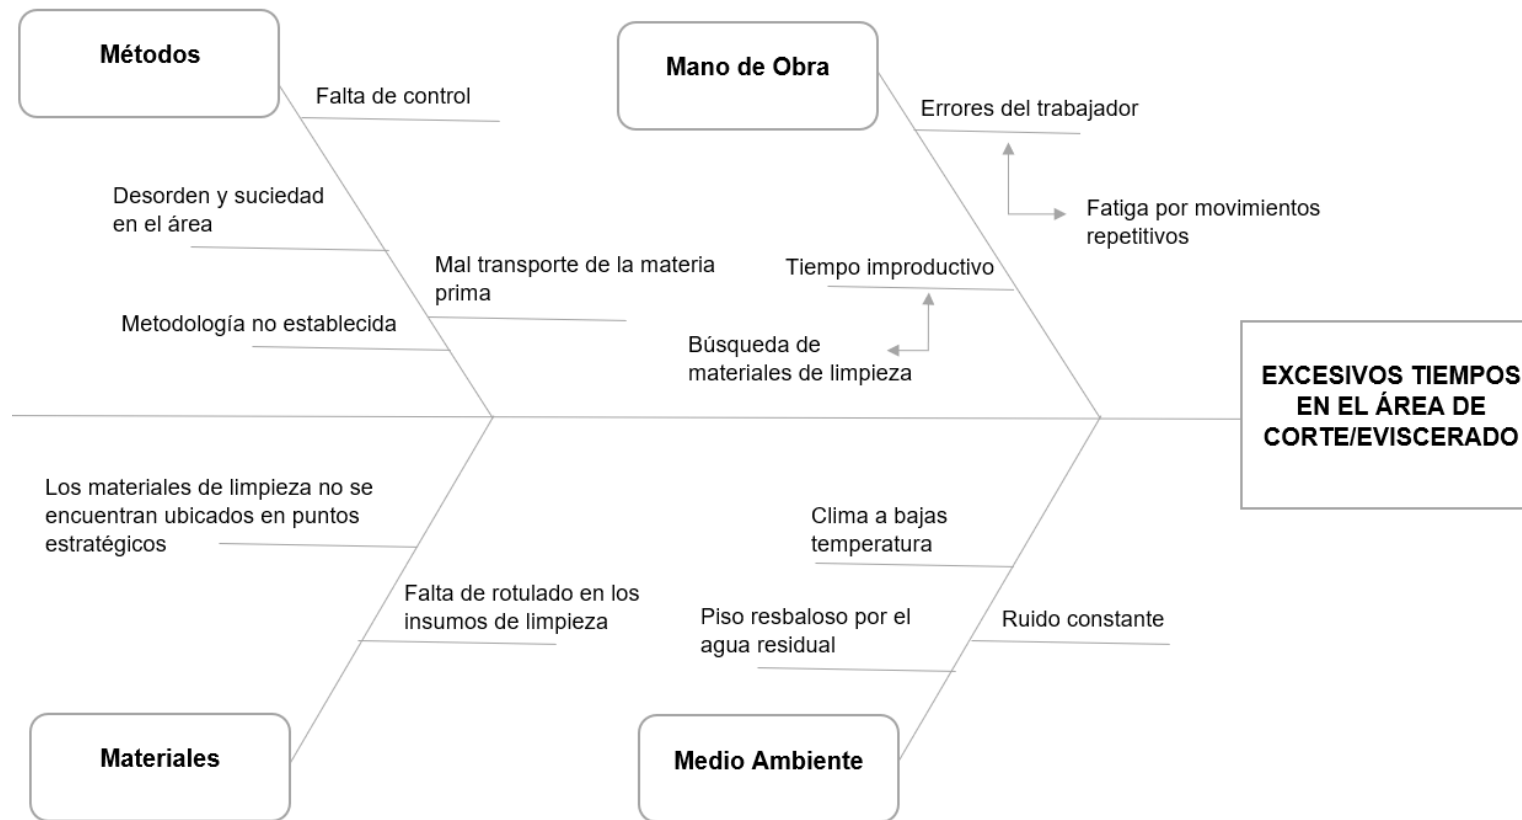 Métodos
Mano de Obra
Falta de control
Errores del trabajador
Desorden y suciedad
en el área
Fatiga por movimientos
repetitivos
Mal transporte de la materia
prima
Tiempo improductivo
Metodología no establecida
Búsqueda de
materiales de limpieza
EXCESIVOS TIEMPOS
EN EL ÁREA DE
CORTE/EVISCERADO
Los materiales de limpieza no se
encuentran ubicados en puntos
estratégicos
Clima a bajas
temperatura
Falta de rotulado en los
insumos de limpieza
Piso resbaloso por el
agua residual
Ruido constante
Materiales
Medio Ambiente